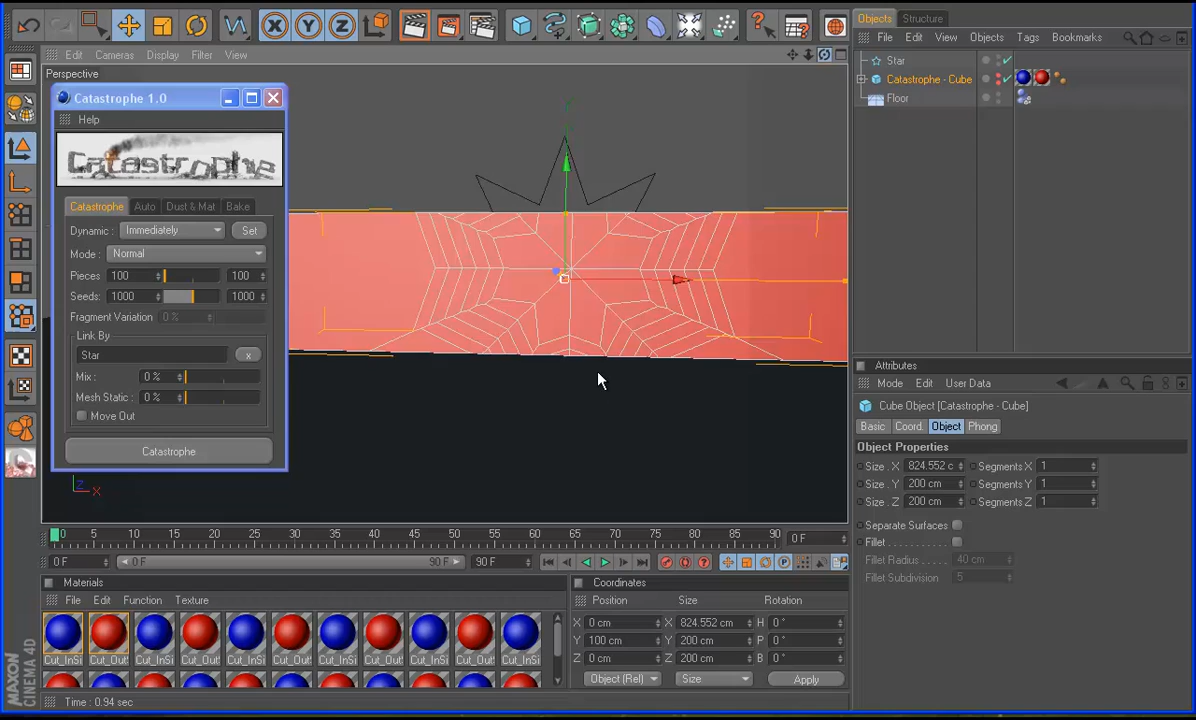 Edit Cameras Display Filter View
Perspective
Catastrophe 1.0
Help
Catastrophe
Catastrophe Auto Dust & Mat Bake
Dynamic: Immediately Set
Mode: Normal
Pieces 100 100
Seeds: 1000 1000
Fragment Variation 0 %
Link By
Star x
Mix: 0 %
Mesh Static: 0 %
Move Out
Catastrophe
Z X
0 5 10 15 20 25 30 35 40 45 50 55 60 65 70 75 80 85 90 0 F
0 F 0 F 90 F 90 F
Materials
File Edit Function Texture
Cut_InSi Cut_Out Cut_InSi Cut_Out Cut_InSi Cut_Out Cut_InSi Cut_Out Cut_InSi
Coordinates
Position Size Rotation
X 0 cm X 824.552 cm H 0 °
Y 100 cm Y 200 cm P 0 °
Z 0 cm Z 200 cm B 0 °
Object (Rel) Size Apply
Time : 0.94 sec
MAXON
CINEMA 4D
Objects Structure
File Edit View Objects Tags Bookmarks
Star
Catastrophe - Cube
Floor
Attributes
Mode Edit User Data
Cube Object [Catastrophe - Cube]
Basic Coord. Object Phong
Object Properties
Size . X 824.552 c Segments X 1
Size . Y 200 cm Segments Y 1
Size . Z 200 cm Segments Z 1
Separate Surfaces
Fillet
Fillet Radius 40 cm
Fillet Subdivision 5